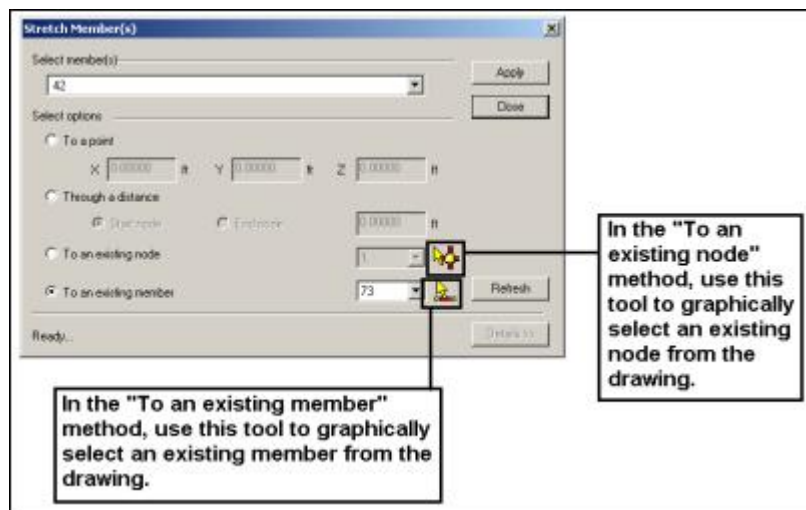 Stretch Member(s)
Select member(s)
42
Apply
Close
Select options
To a point
X 0.00000 ft Y 0.00000 ft Z 0.00000 ft
Through a distance
Start node End node 0.00000 ft
To an existing node 1
To an existing member 73 Refresh
Ready...
Details >>
In the "To an
existing node"
method, use this
tool to graphically
select an existing
node from the
drawing.
In the "To an existing member"
method, use this tool to graphically
select an existing member from the
drawing.